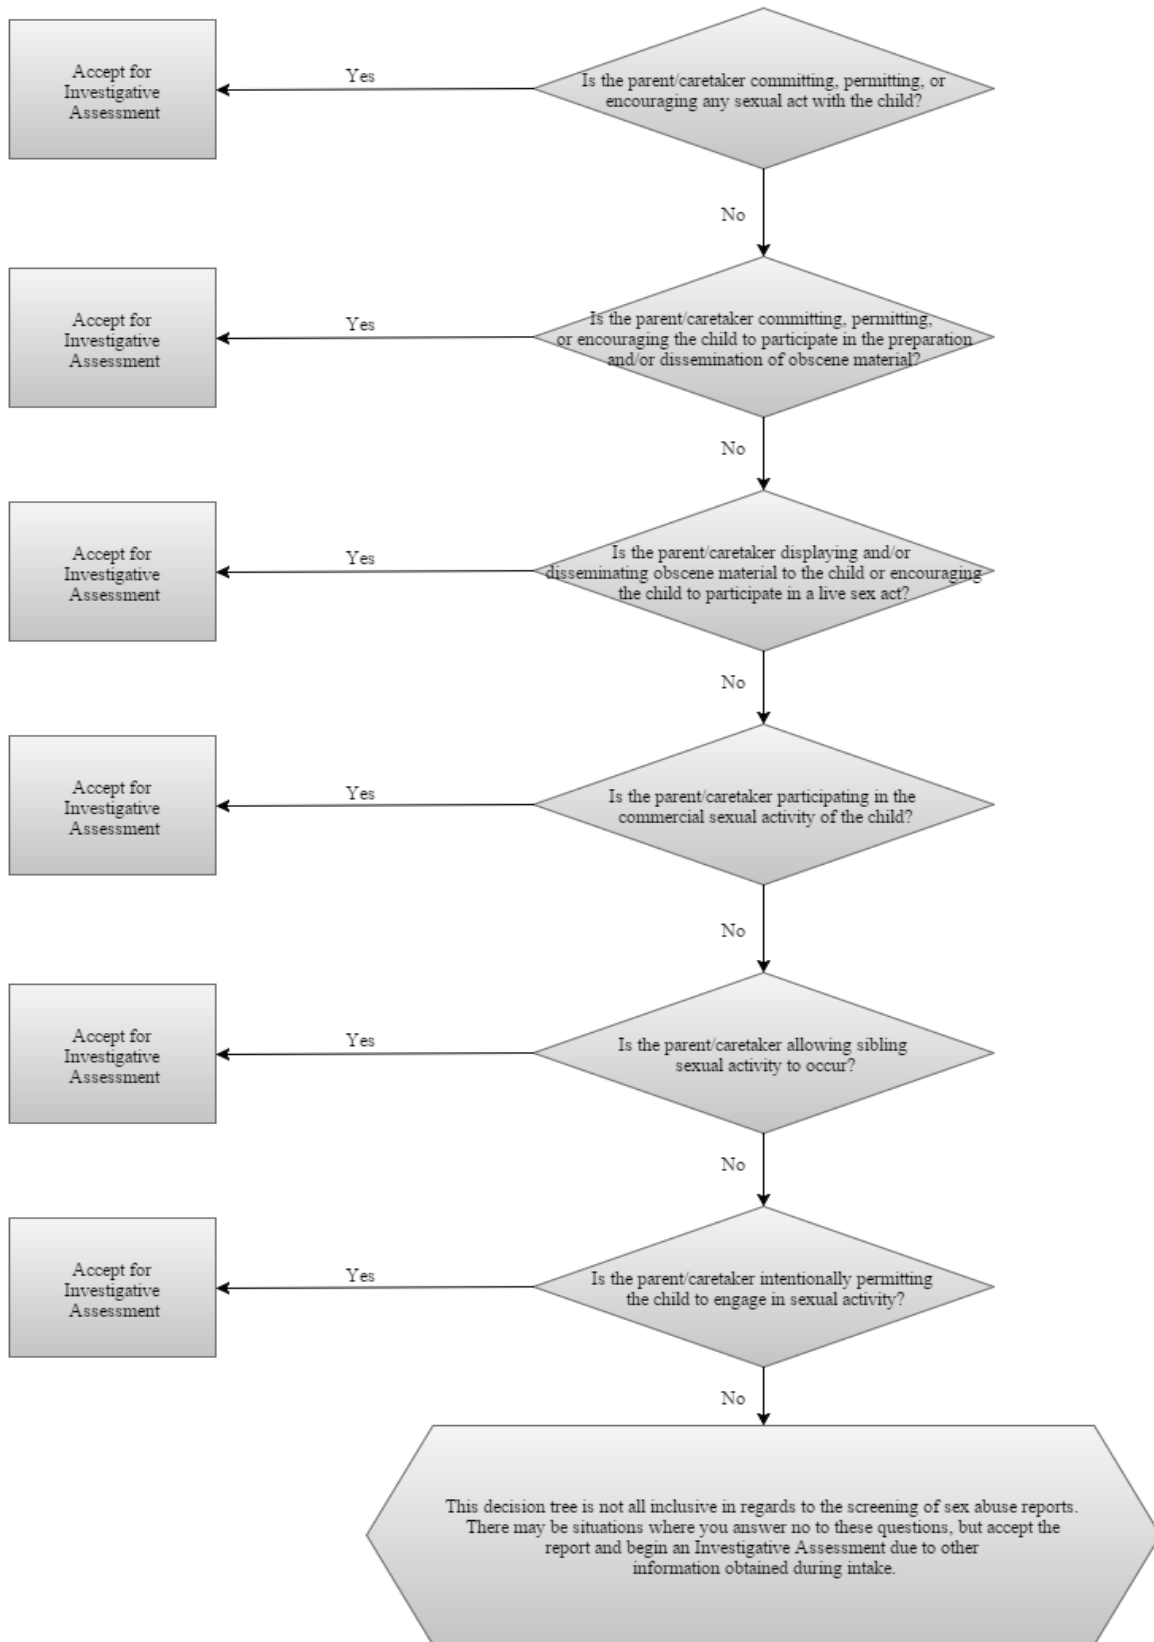 Is the parent/caretaker committing, permitting, or
encouraging any sexual act with the child?
Yes
Accept for
Investigative
Assessment
No
Is the parent/caretaker committing, permitting,
or encouraging the child to participate in the preparation
and/or dissemination of obscene material?
Yes
Accept for
Investigative
Assessment
No
Is the parent/caretaker displaying and/or
disseminating obscene material to the child or encouraging
the child to participate in a live sex act?
Yes
Accept for
Investigative
Assessment
No
Is the parent/caretaker participating in the
commercial sexual activity of the child?
Yes
Accept for
Investigative
Assessment
No
Is the parent/caretaker allowing sibling
sexual activity to occur?
Yes
Accept for
Investigative
Assessment
No
Is the parent/caretaker intentionally permitting
the child to engage in sexual activity?
Yes
Accept for
Investigative
Assessment
No
This decision tree is not all inclusive in regards to the screening of sex abuse reports.
There may be situations where you answer no to these questions, but accept the
report and begin an Investigative Assessment due to other
information obtained during intake.